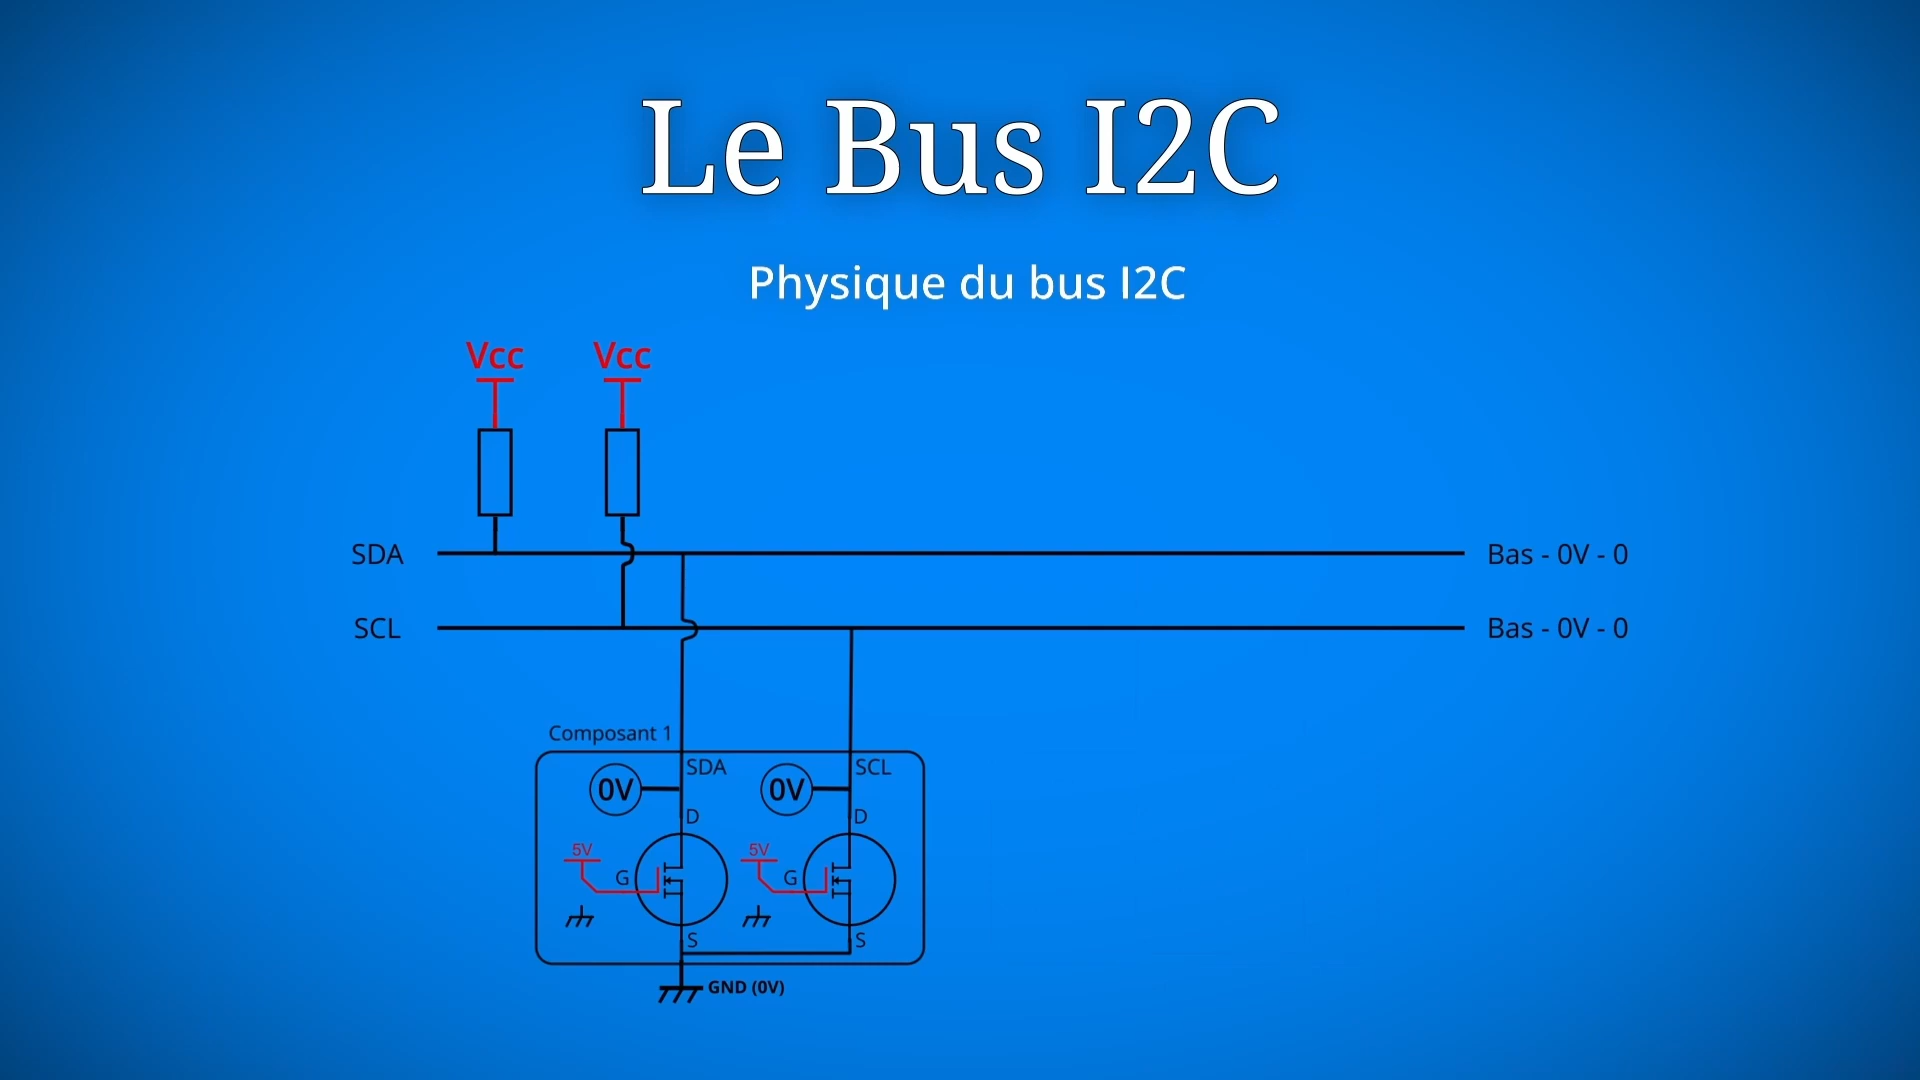 Le Bus I2C
Physique du bus I2C
Vcc Vcc
SDA Bas - 0V - 0
SCL Bas - 0V - 0
Composant 1
SDA SCL
0V 0V
D D
5V 5V
G G
S S
GND (0V)